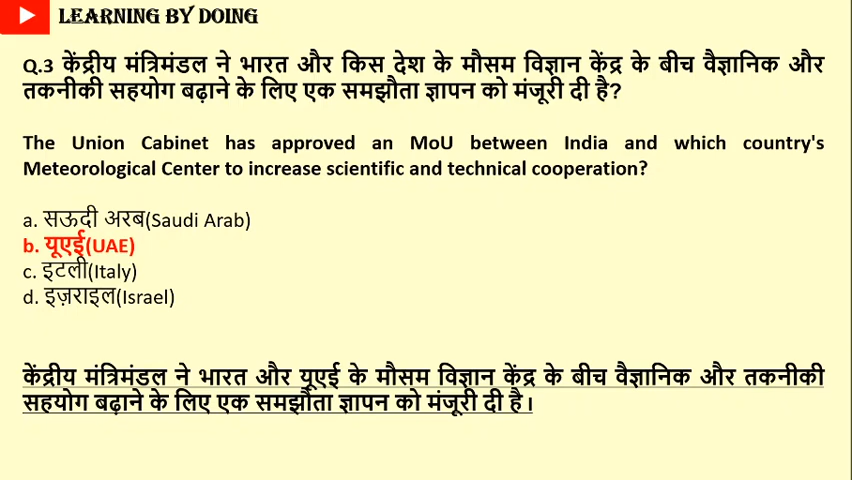 LEARNING BY DOING
Q.3 केंद्रीय मंत्रिमंडल ने भारत और किस देश के मौसम विज्ञान केंद्र के बीच वैज्ञानिक और
तकनीकी सहयोग बढ़ाने के लिए एक समझौता ज्ञापन को मंजूरी दी है?
The Union Cabinet has approved an MoU between India and which country's
Meteorological Center to increase scientific and technical cooperation?
a. सऊदी अरब(Saudi Arab)
b. यूएई(UAE)
c. इटली(Italy)
d. इज़राइल(Israel)
केंद्रीय मंत्रिमंडल ने भारत और यूएई के मौसम विज्ञान केंद्र के बीच वैज्ञानिक और तकनीकी
सहयोग बढ़ाने के लिए एक समझौता ज्ञापन को मंजूरी दी है।